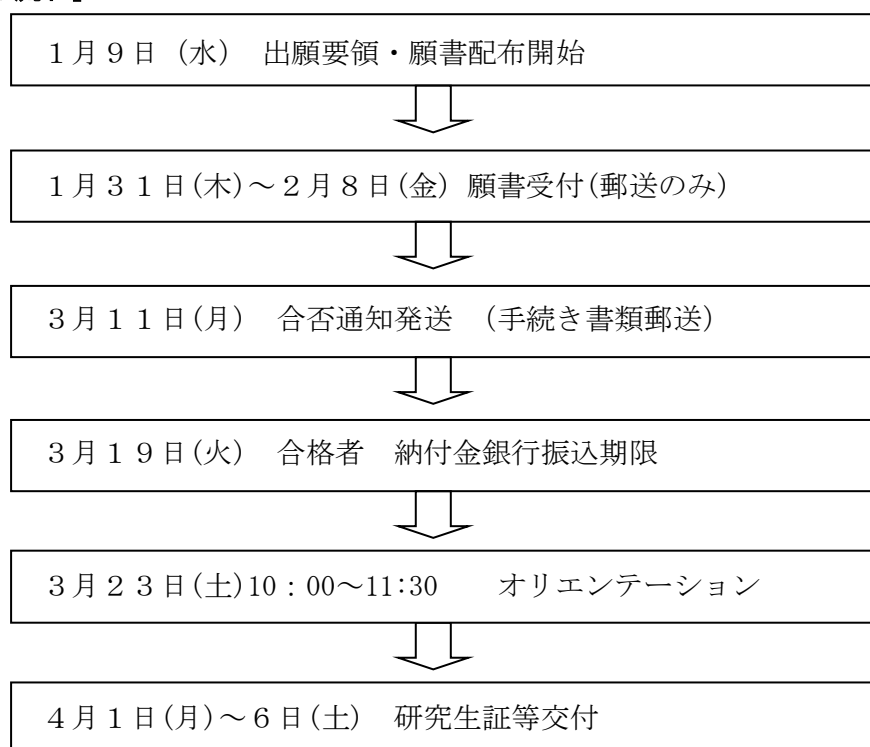 １月９日（水）　出願要領・願書配布開始
１月３１日(木)～２月８日(金) 願書受付(郵送のみ)
３月１１日(月)　合否通知発送　(手続き書類郵送)
３月１９日(火)　合格者　納付金銀行振込期限
３月２３日(土)10：00～11:30　　オリエンテーション
４月１日(月)～６日(土)　研究生証等交付